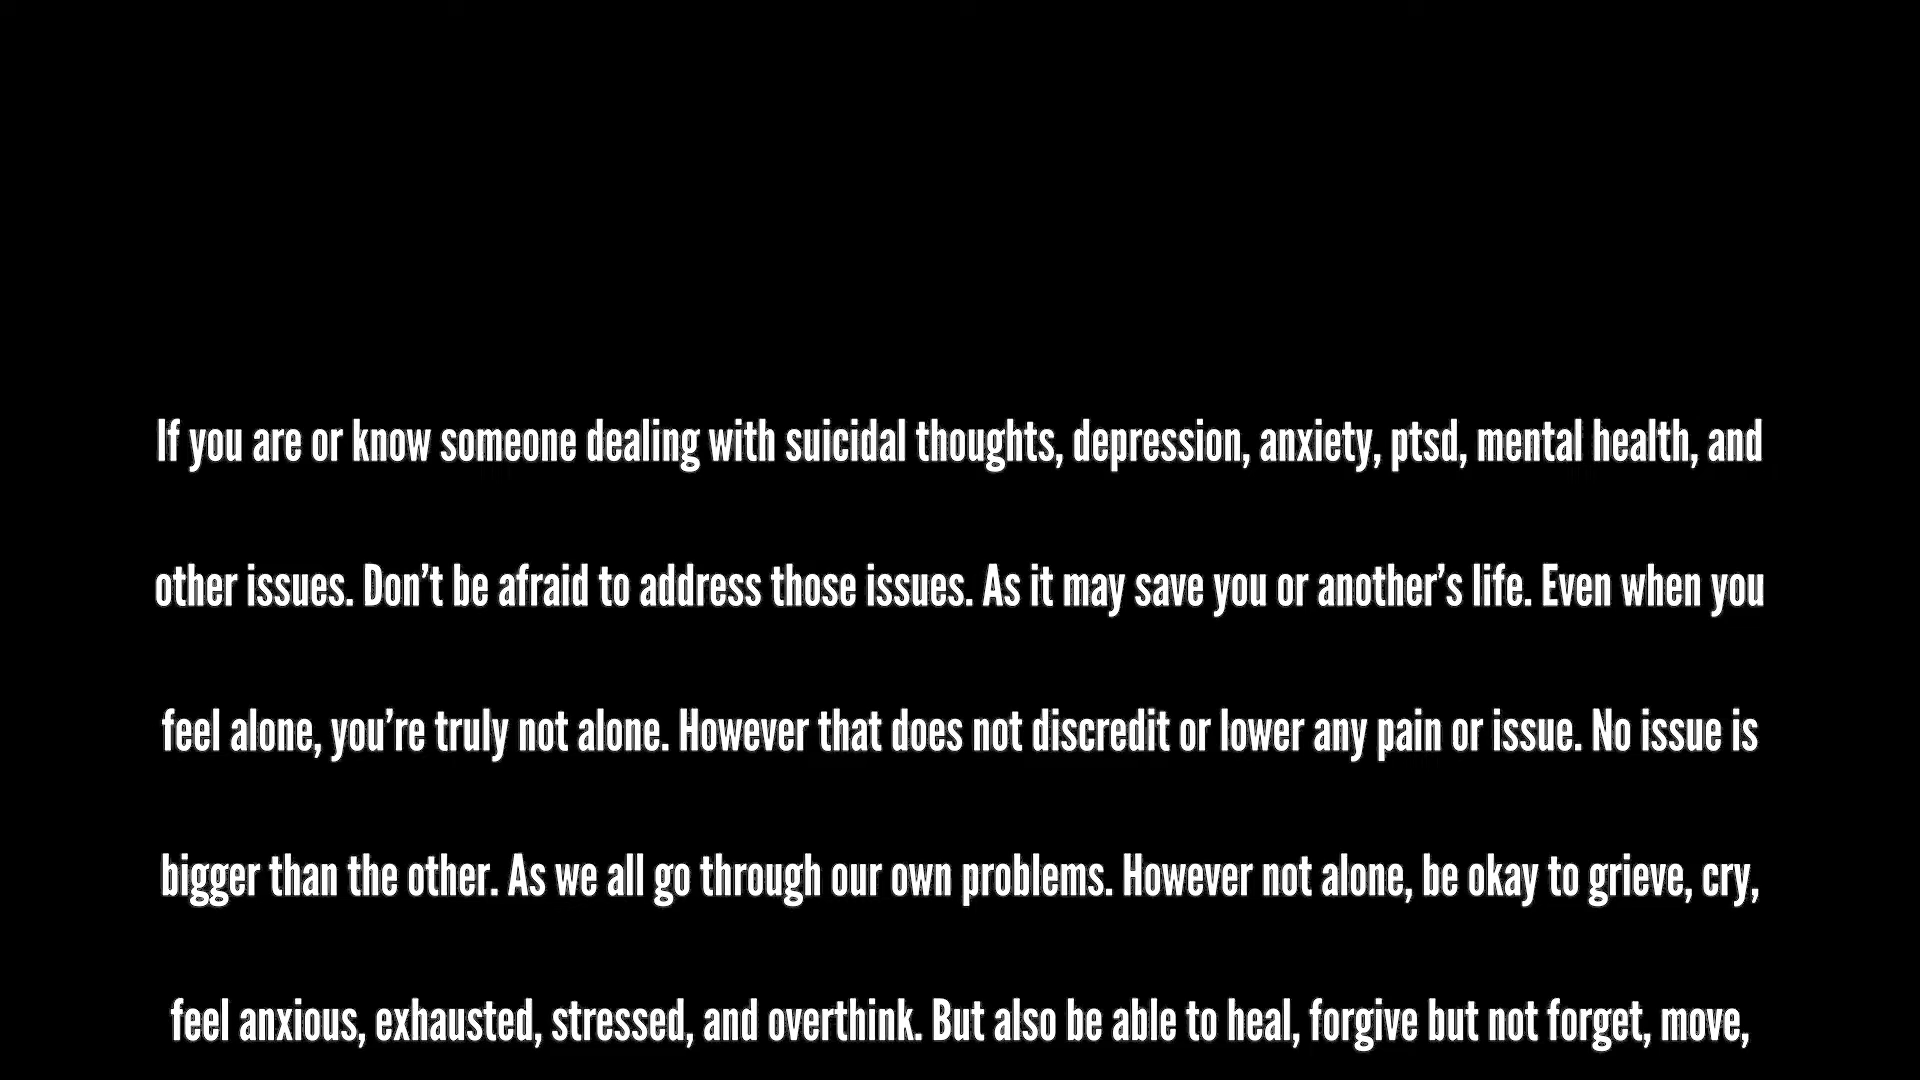 If you are or know someone dealing with suicidal thoughts, depression, anxiety, ptsd, mental health, and
other issues. Don’t be afraid to address those issues. As it may save you or another’s life. Even when you
feel alone, you’re truly not alone. However that does not discredit or lower any pain or issue. No issue is
bigger than the other. As we all go through our own problems. However not alone, be okay to grieve, cry,
feel anxious, exhausted, stressed, and overthink. But also be able to heal, forgive but not forget, move,